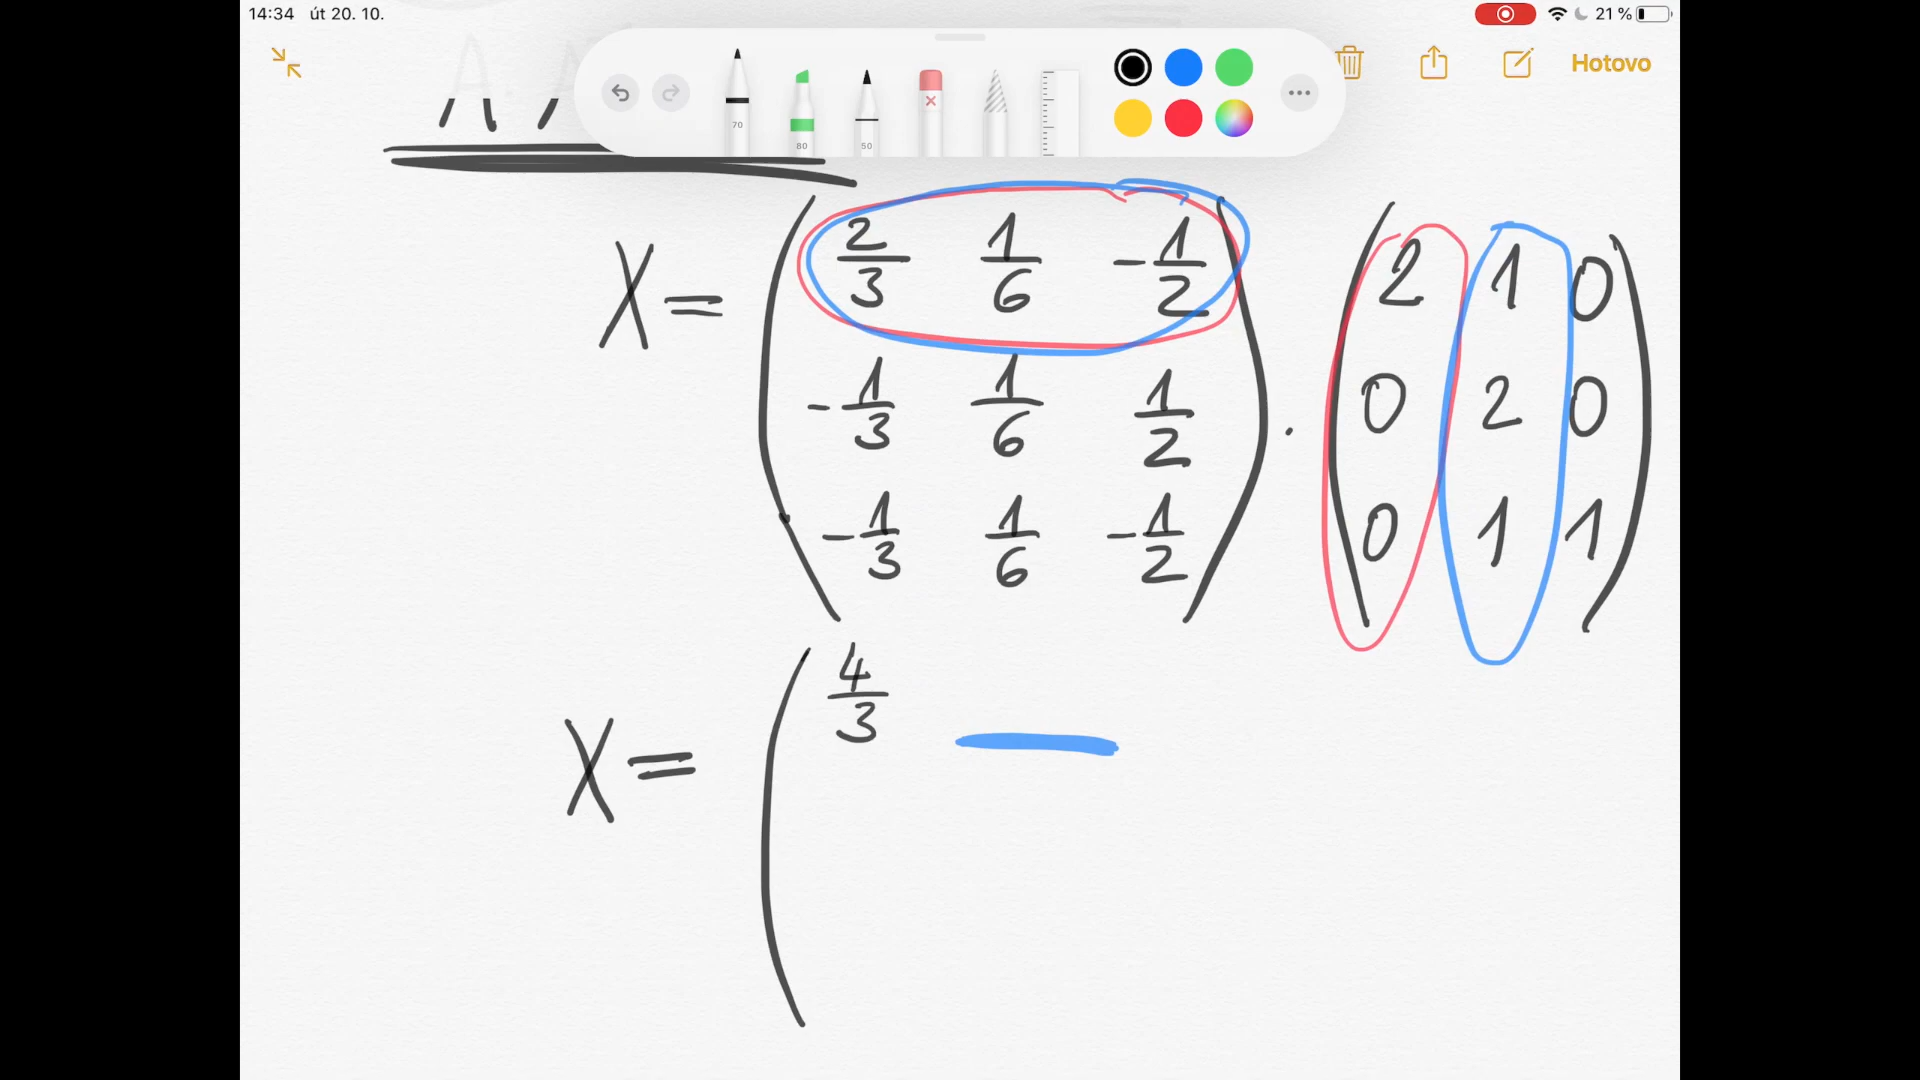 14:34 út 20. 10. 21 %
Hotovo
70 80 50
X = ( 2/3 1/6 -1/2 ) · ( 2 1 0 )
-1/3 1/6 1/2 0 2 0
-1/3 1/6 -1/2 0 1 1
X = ( 4/3